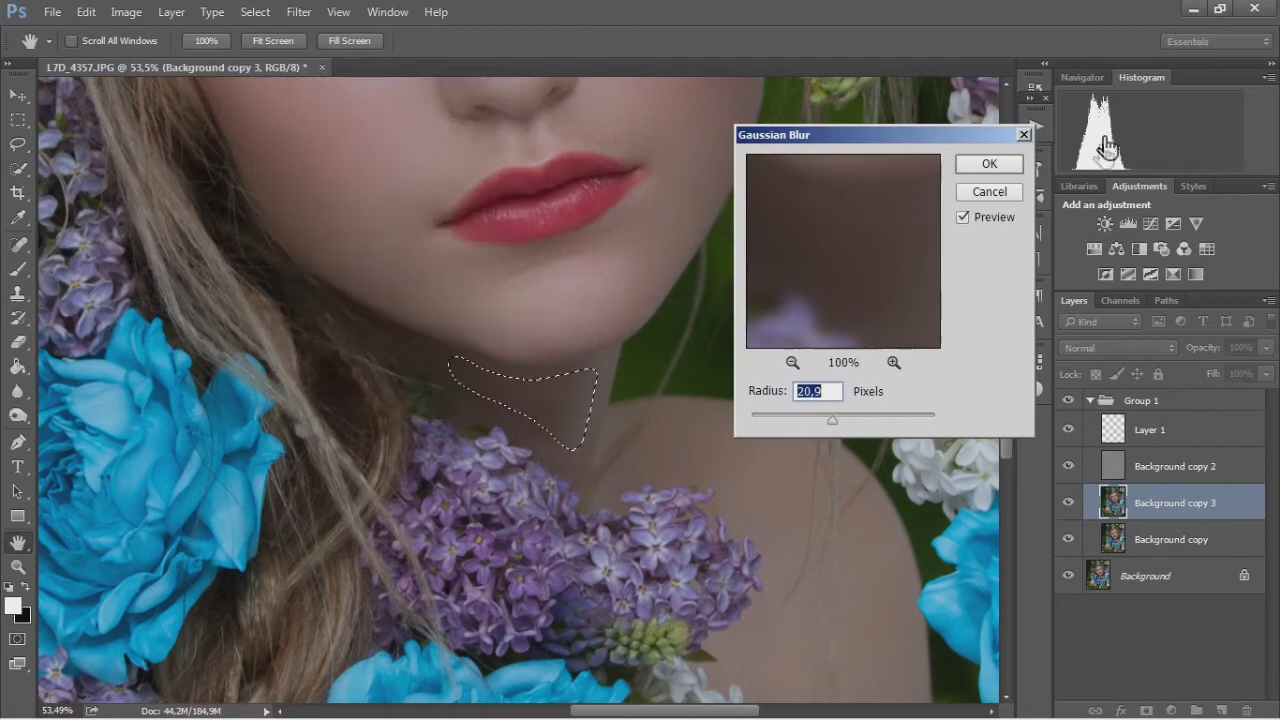 Ps File Edit Image Layer Type Select Filter View Window Help
Scroll All Windows 100% Fit Screen Fill Screen Essentials
L7D_4357.JPG @ 53,5% (Background copy 3, RGB/8) * ×
Navigator Histogram
Gaussian Blur
OK
Cancel
Preview
100%
Radius: 20,9 Pixels
Libraries Adjustments Styles
Add an adjustment
Layers Channels Paths
Kind
Normal Opacity: 100%
Lock: Fill: 100%
Group 1
Layer 1
Background copy 2
Background copy 3
Background copy
Background
53,49% Doc: 44,2M/184,9M